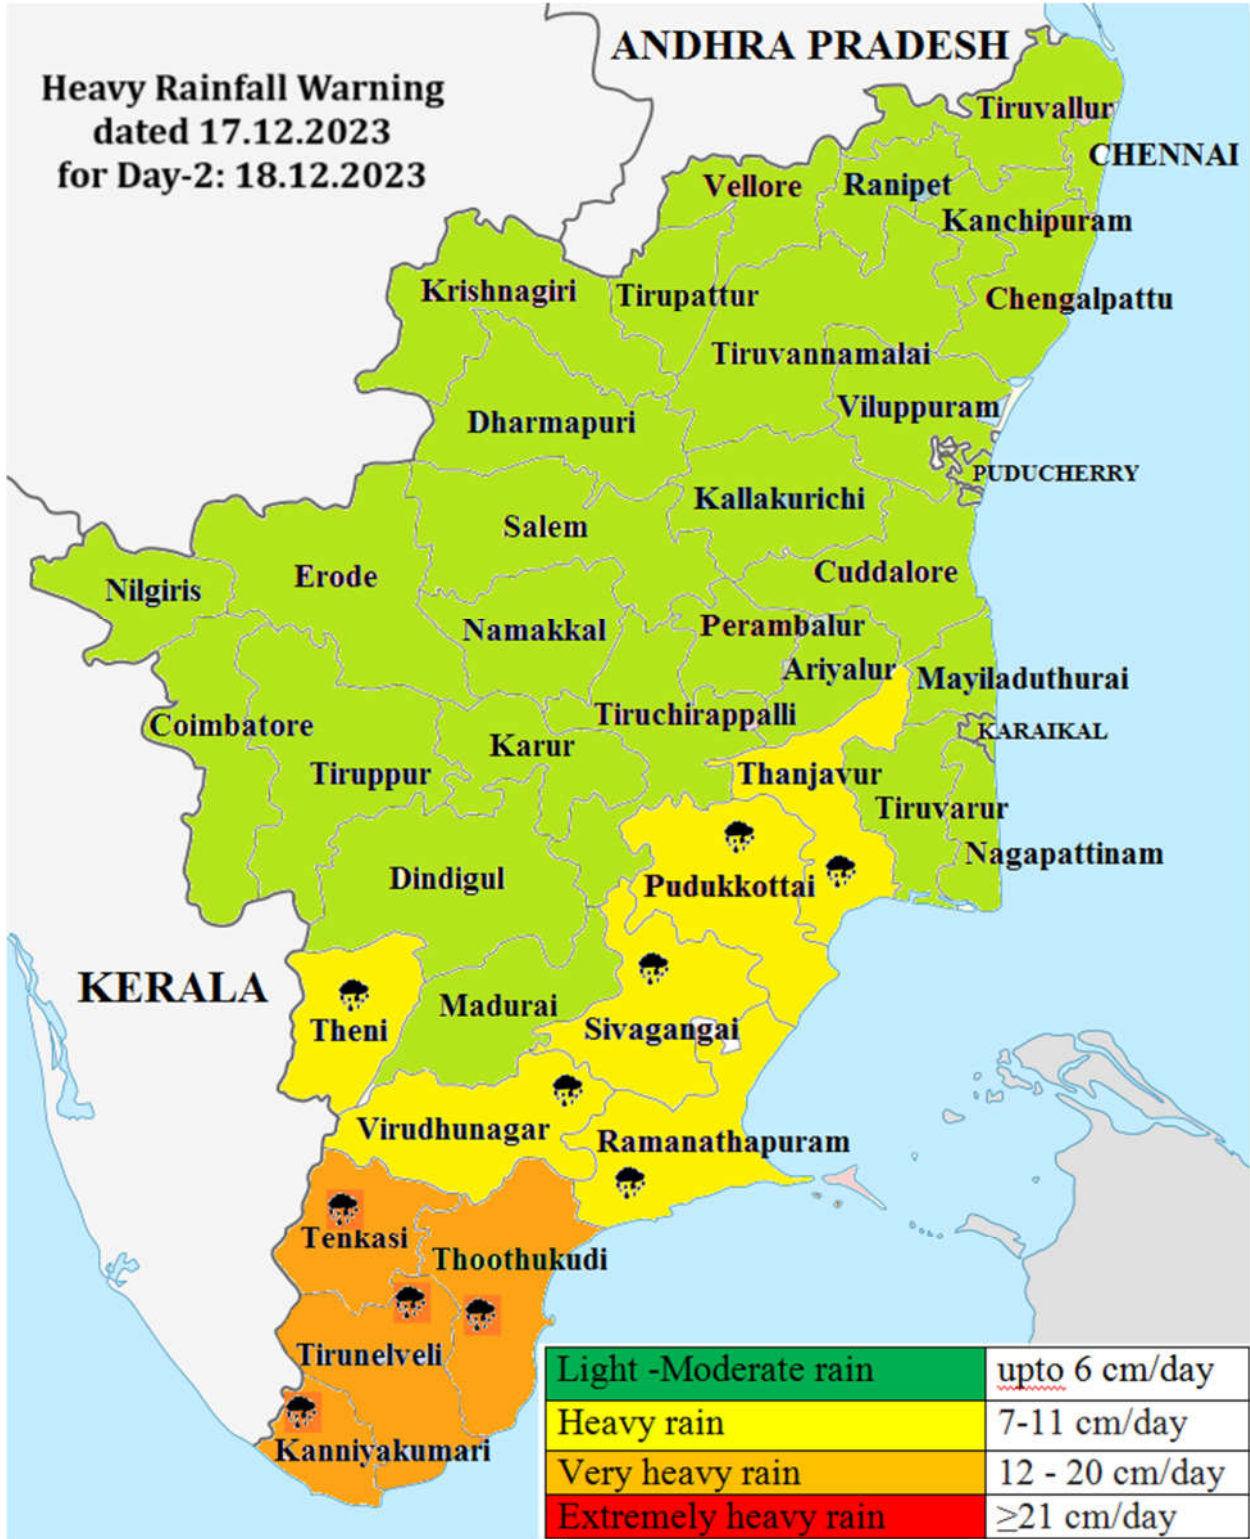 ANDHRA PRADESH
Heavy Rainfall Warning
dated 17.12.2023
for Day-2: 18.12.2023
Tiruvallur
CHENNAI
Vellore
Ranipet
Kanchipuram
Krishnagiri
Tirupattur
Chengalpattu
Tiruvannamalai
Viluppuram
Dharmapuri
PUDUCHERRY
Kallakurichi
Salem
Cuddalore
Erode
Nilgiris
Namakkal
Perambalur
Ariyalur
Mayiladuthurai
Coimbatore
Tiruchirappalli
KARAIKAL
Karur
Tiruppur
Thanjavur
Tiruvarur
Nagapattinam
Dindigul
Pudukkottai
KERALA
Madurai
Theni
Sivagangai
Virudhunagar
Ramanathapuram
Tenkasi
Thoothukudi
Tirunelveli
Kanniyakumari
Light -Moderate rain upto 6 cm/day
Heavy rain 7-11 cm/day
Very heavy rain 12 - 20 cm/day
Extremely heavy rain ≥21 cm/day